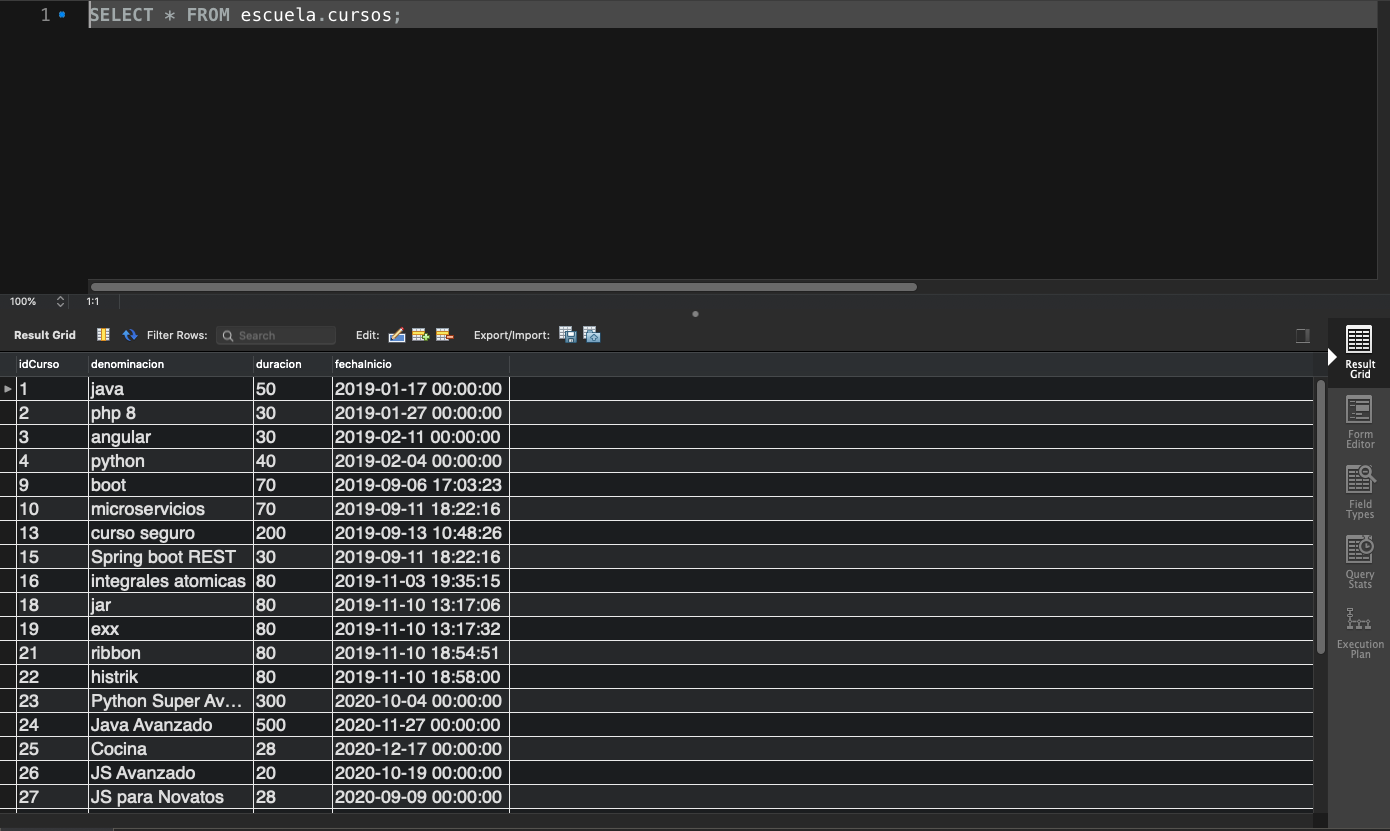 1 SELECT * FROM escuela.cursos;
100% 1:1
Result Grid Filter Rows: Search Edit: Export/Import:
idCurso denominacion duracion fechaInicio
1 java 50 2019-01-17 00:00:00
2 php 8 30 2019-01-27 00:00:00
3 angular 30 2019-02-11 00:00:00
4 python 40 2019-02-04 00:00:00
9 boot 70 2019-09-06 17:03:23
10 microservicios 70 2019-09-11 18:22:16
13 curso seguro 200 2019-09-13 10:48:26
15 Spring boot REST 30 2019-09-11 18:22:16
16 integrales atomicas 80 2019-11-03 19:35:15
18 jar 80 2019-11-10 13:17:06
19 exx 80 2019-11-10 13:17:32
21 ribbon 80 2019-11-10 18:54:51
22 histrik 80 2019-11-10 18:58:00
23 Python Super Av... 300 2020-10-04 00:00:00
24 Java Avanzado 500 2020-11-27 00:00:00
25 Cocina 28 2020-12-17 00:00:00
26 JS Avanzado 20 2020-10-19 00:00:00
27 JS para Novatos 28 2020-09-09 00:00:00
Result
Grid
Form
Editor
Field
Types
Query
Stats
Execution
Plan